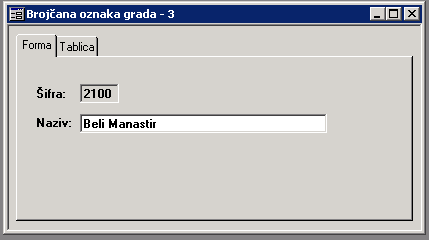 Brojčana oznaka grada - 3
Forma Tablica
Šifra: 2100
Naziv: Beli Manastir